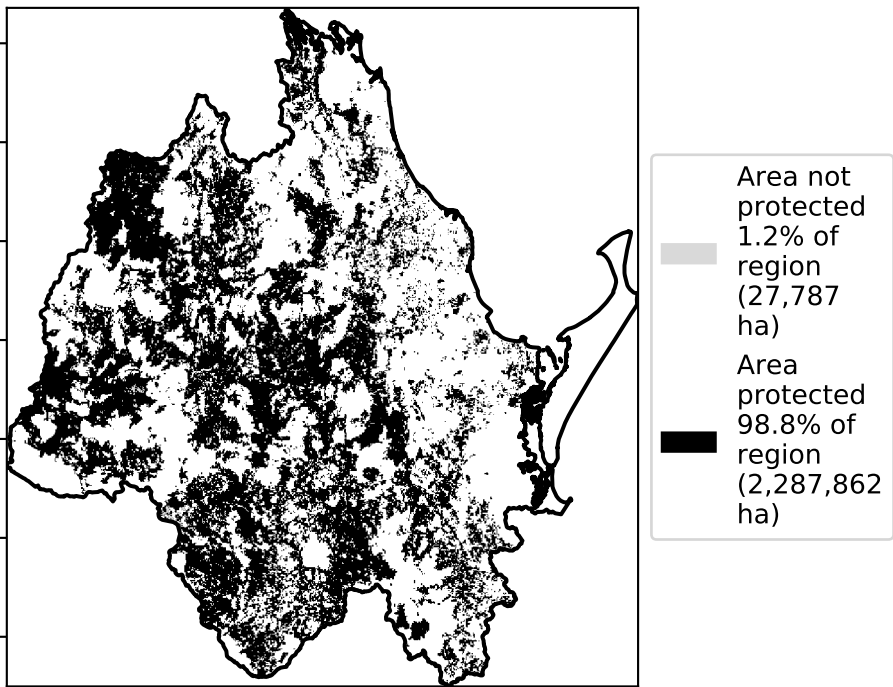 Area not
protected
1.2% of
region
(27,787
ha)
Area
protected
98.8% of
region
(2,287,862
ha)